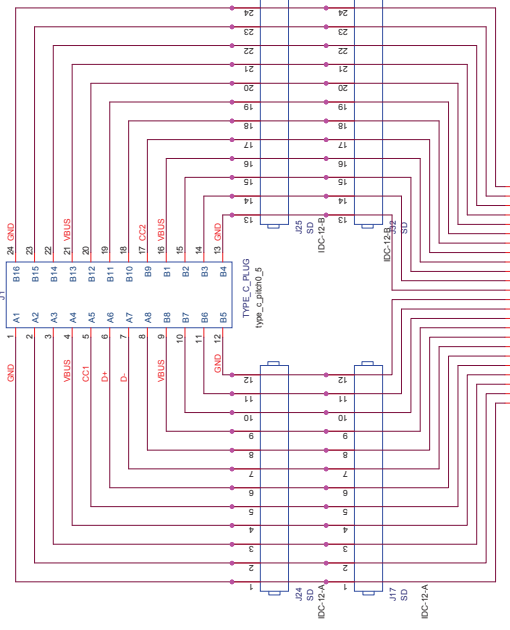 24
23
22
21
20
19
18
17
16
15
14
13
24
23
22
21
20
19
18
17
16
15
14
13
J25
SD
IDC-12-B
J32
SD
IDC-12-B
24 GND
23
22
21 VBUS
20
19
18
17 CC2
16 VBUS
15
14
13 GND
J1
B16 B15 B14 B13 B12 B11 B10 B9 B1 B2 B3 B4
A1 A2 A3 A4 A5 A6 A7 A8 B8 B7 B6 B5
TYPE_C_PLUG
type_c_pitch0_5
1 GND
2
3
4 VBUS
5 CC1
6 D+
7 D-
8
9 VBUS
10
11
12 GND
12
11
10
9
8
7
6
5
4
3
2
1
12
11
10
9
8
7
6
5
4
3
2
1
J24
SD
IDC-12-A
J17
SD
IDC-12-A